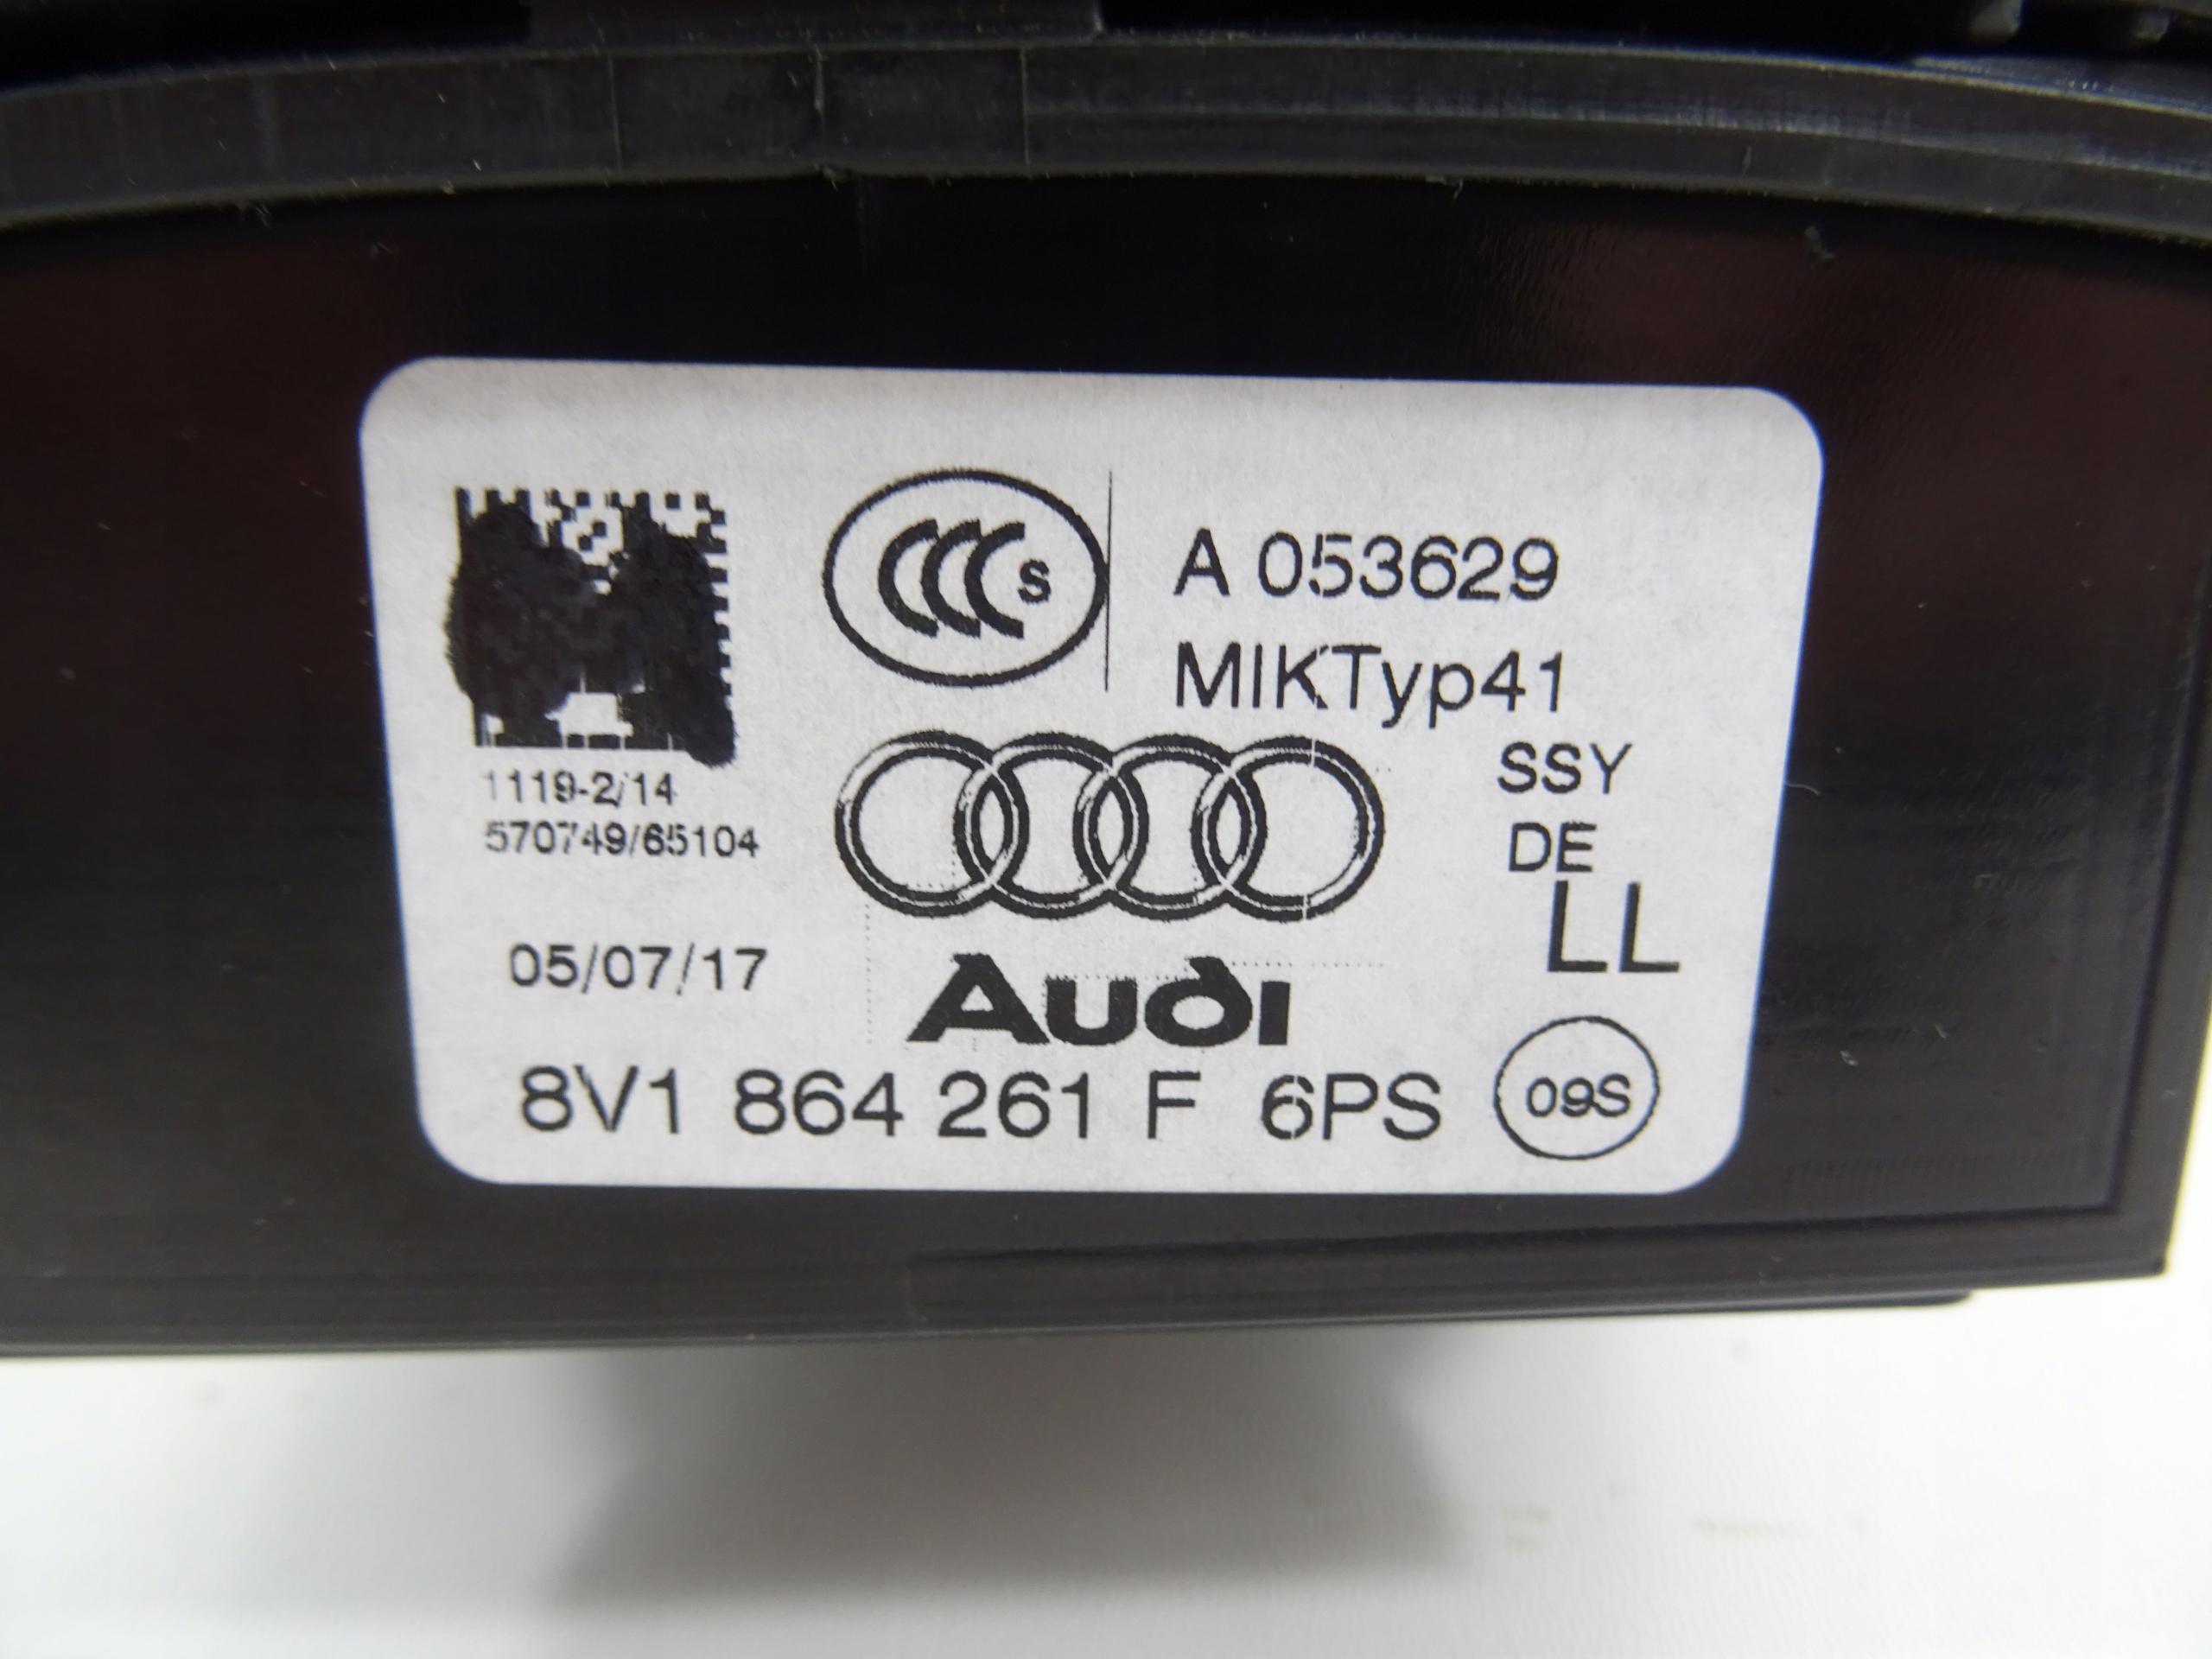 CCC S
A 053629
MIKTyp41
1119-2/14
570749/65104
SSY
DE
LL
05/07/17
Audi
8V1 864 261 F 6PS 09S